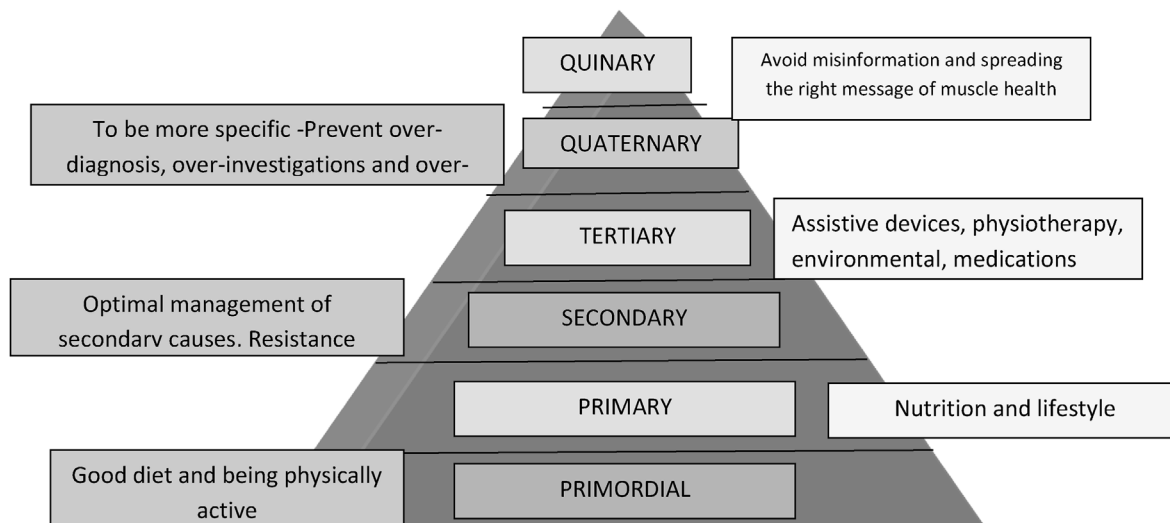 QUINARY
Avoid misinformation and spreading
the right message of muscle health
To be more specific -Prevent over-
diagnosis, over-investigations and over-
QUATERNARY
TERTIARY
Assistive devices, physiotherapy,
environmental, medications
Optimal management of
secondary causes. Resistance
SECONDARY
PRIMARY
Nutrition and lifestyle
Good diet and being physically
active
PRIMORDIAL